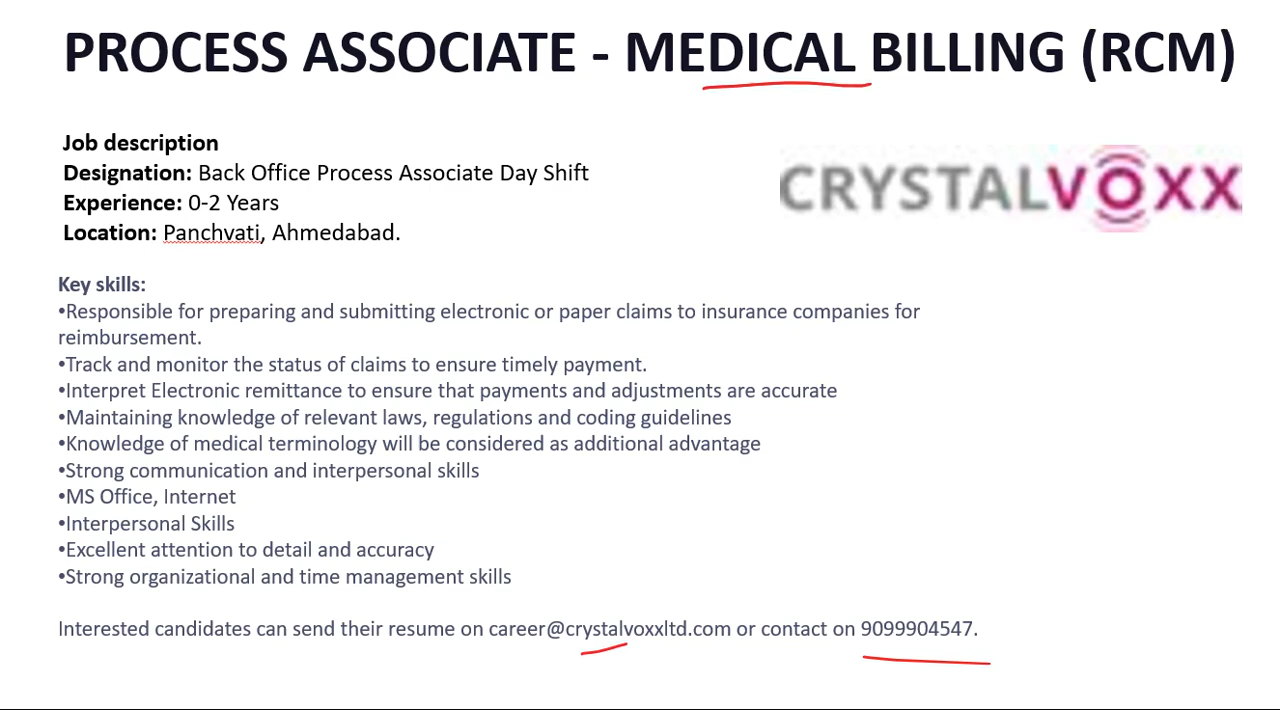 PROCESS ASSOCIATE - MEDICAL BILLING (RCM)
Job description
Designation: Back Office Process Associate Day Shift
Experience: 0-2 Years
Location: Panchvati, Ahmedabad.
CRYSTALVOXX
Key skills:
•Responsible for preparing and submitting electronic or paper claims to insurance companies for
reimbursement.
•Track and monitor the status of claims to ensure timely payment.
•Interpret Electronic remittance to ensure that payments and adjustments are accurate
•Maintaining knowledge of relevant laws, regulations and coding guidelines
•Knowledge of medical terminology will be considered as additional advantage
•Strong communication and interpersonal skills
•MS Office, Internet
•Interpersonal Skills
•Excellent attention to detail and accuracy
•Strong organizational and time management skills
Interested candidates can send their resume on career@crystalvoxxltd.com or contact on 9099904547.